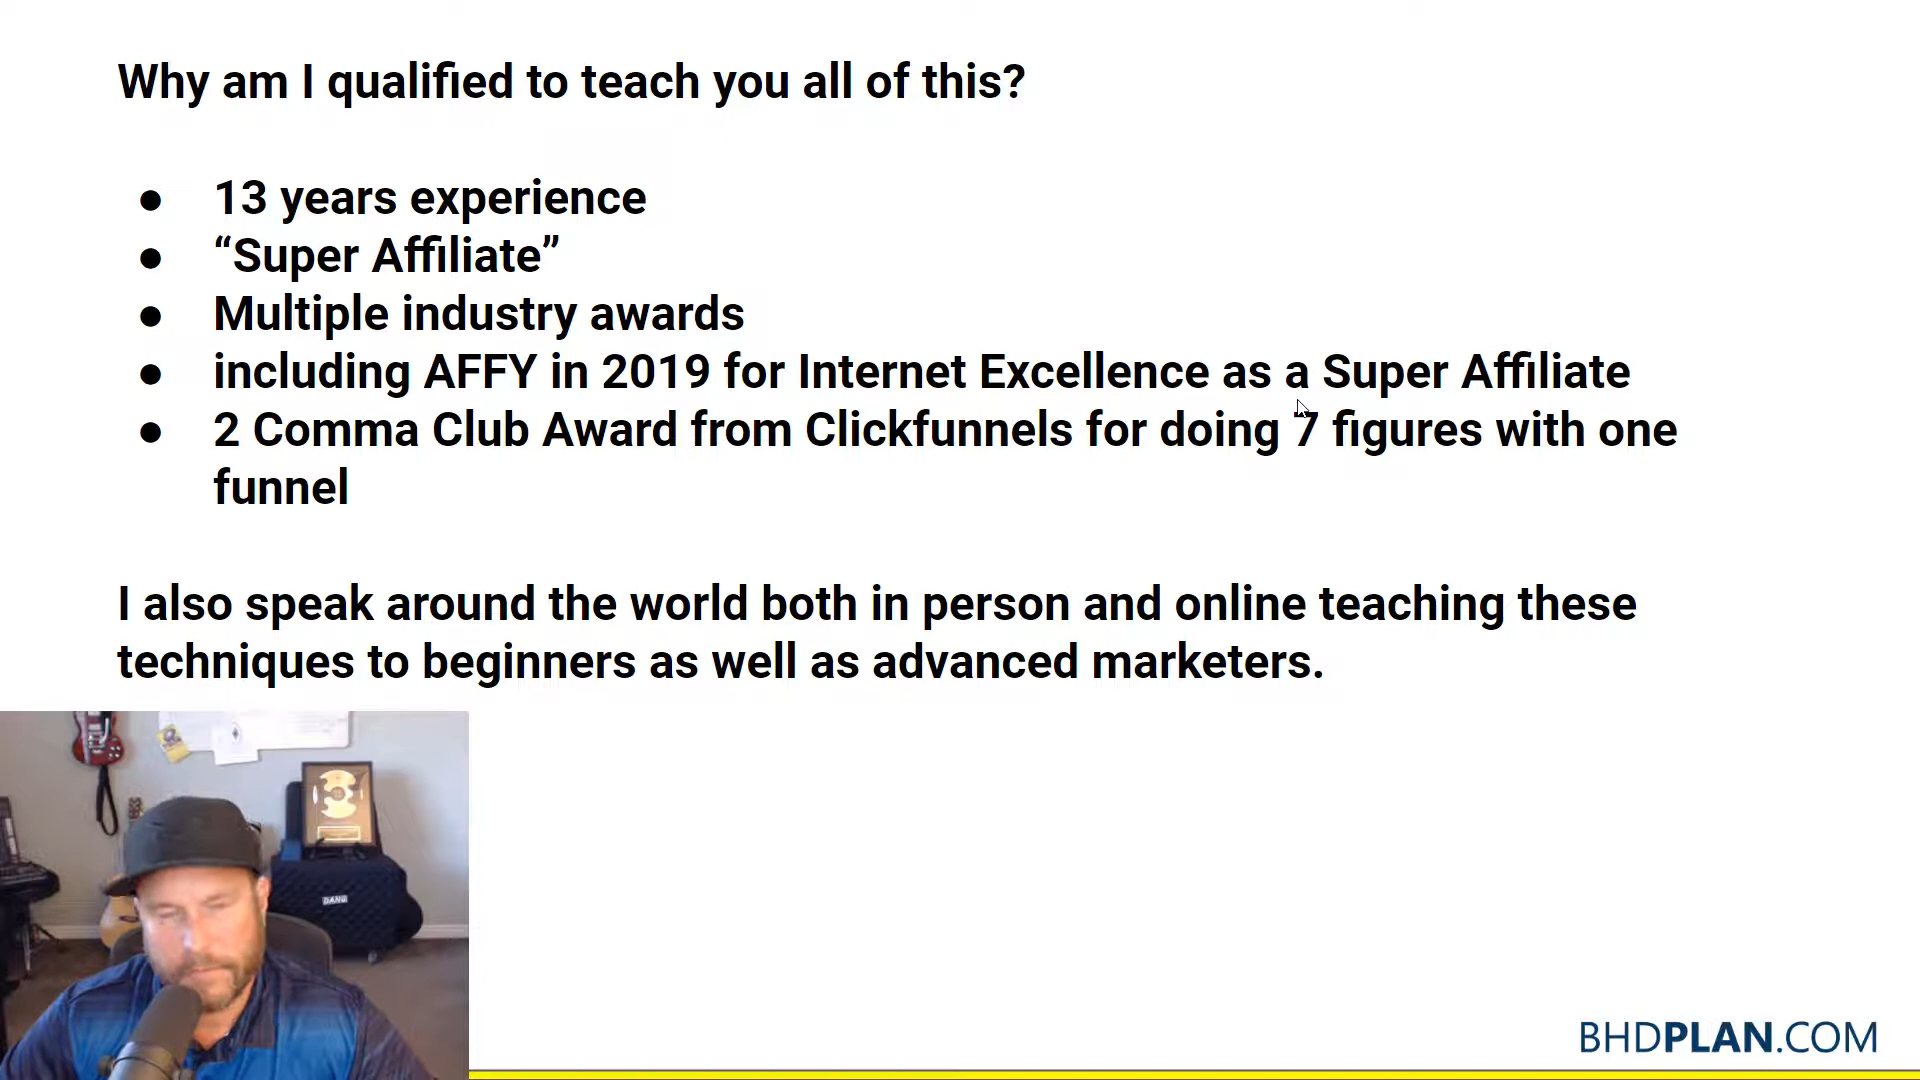 Why am I qualified to teach you all of this?
● 13 years experience
● “Super Affiliate”
● Multiple industry awards
● including AFFY in 2019 for Internet Excellence as a Super Affiliate
● 2 Comma Club Award from Clickfunnels for doing 7 figures with one
funnel
I also speak around the world both in person and online teaching these
techniques to beginners as well as advanced marketers.
BHDPLAN.COM